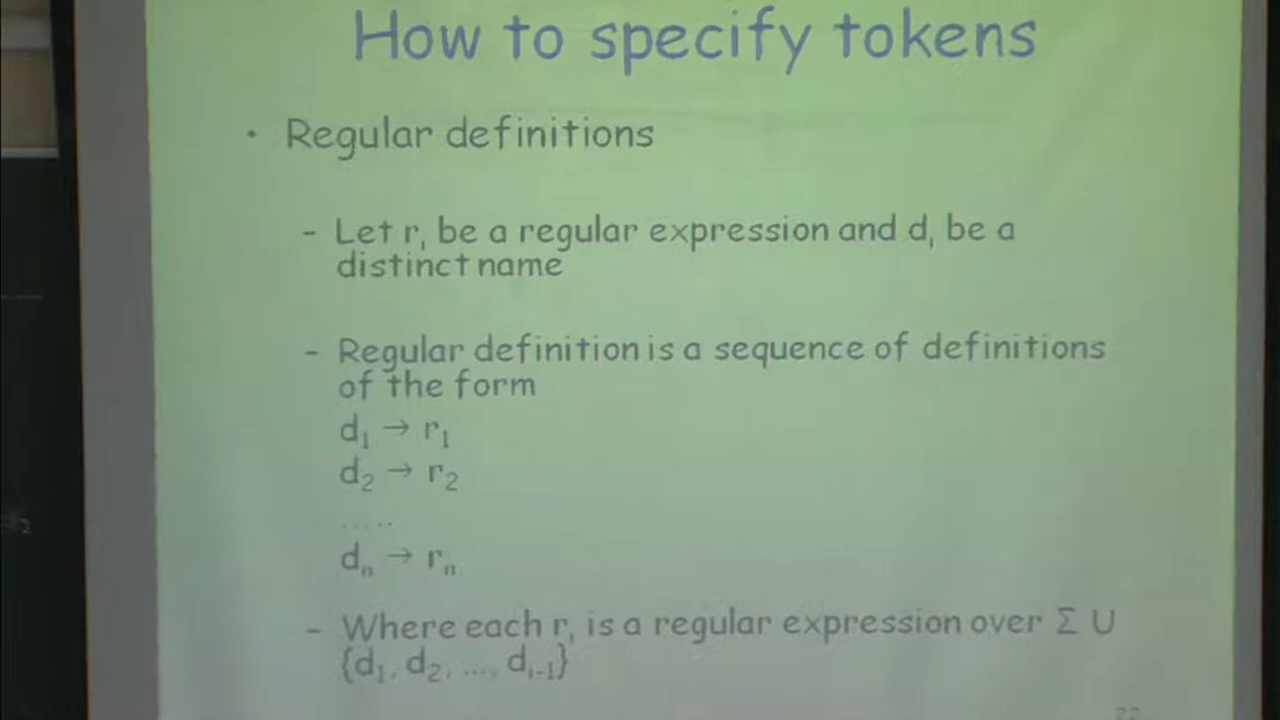 How to specify tokens
• Regular definitions
– Let rᵢ be a regular expression and dᵢ be a
distinct name
– Regular definition is a sequence of definitions
of the form
d₁ → r₁
d₂ → r₂
.....
dₙ → rₙ
– Where each rᵢ is a regular expression over Σ U
{d₁, d₂, ..., dᵢ₋₁}